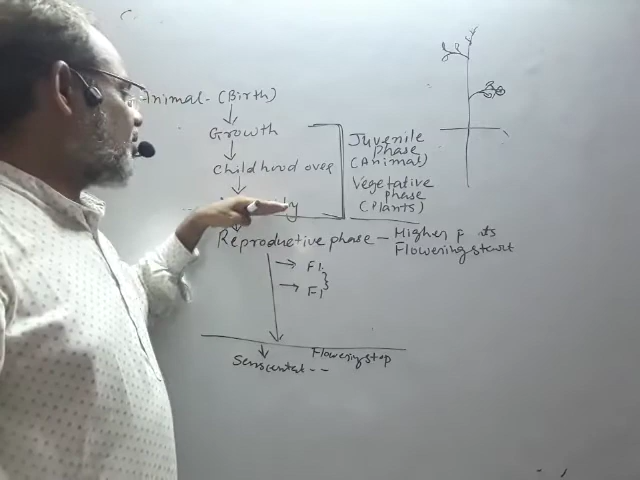 Animal - (Birth)
Growth
Childhood over
Juvenile
phase
(Animal)
Vegetative
phase
(Plants)
Reproductive phase - Higher
Flowering start
F1
F1
Flowering stop